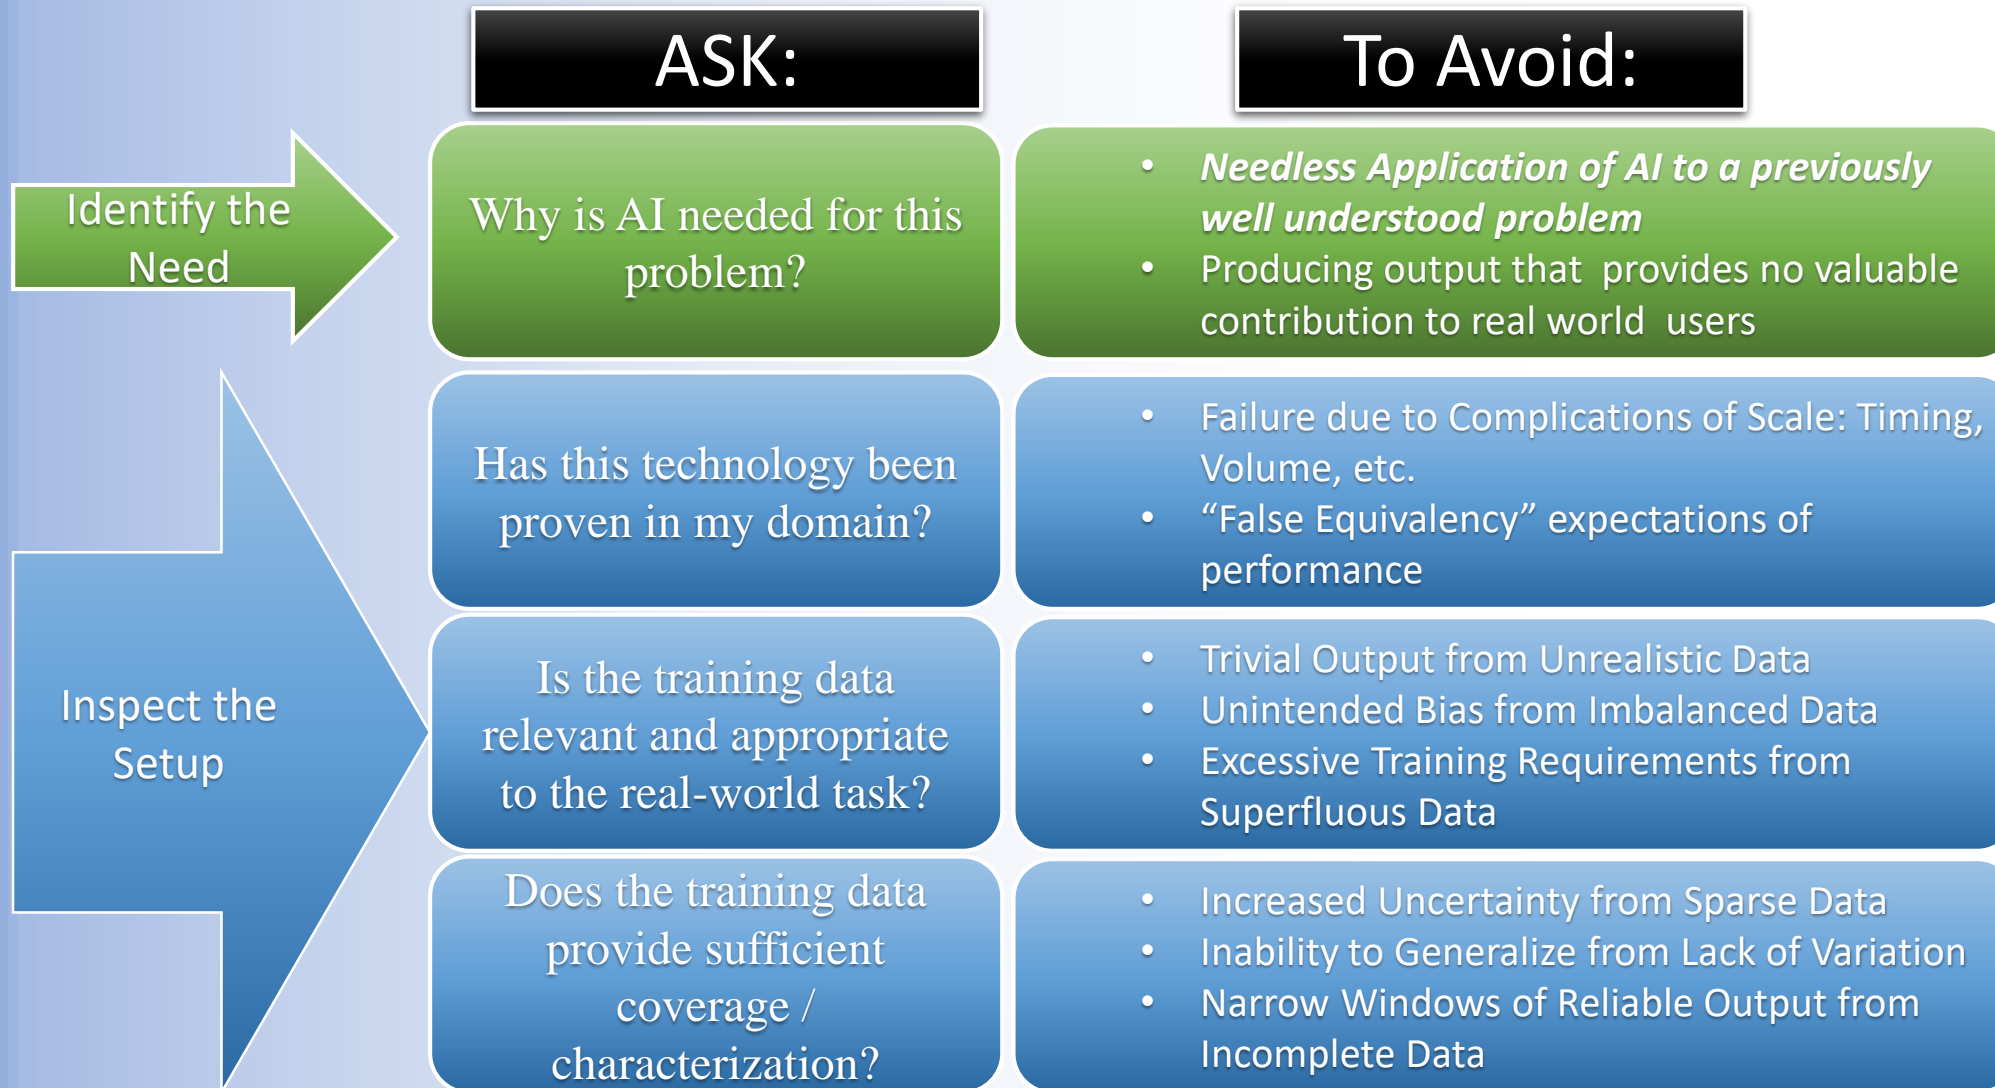 ASK:
To Avoid:
Identify the
Need
Why is AI needed for this
problem?
• Needless Application of AI to a previously
well understood problem
• Producing output that provides no valuable
contribution to real world users
Inspect the
Setup
Has this technology been
proven in my domain?
• Failure due to Complications of Scale: Timing,
Volume, etc.
• “False Equivalency” expectations of
performance
Is the training data
relevant and appropriate
to the real-world task?
• Trivial Output from Unrealistic Data
• Unintended Bias from Imbalanced Data
• Excessive Training Requirements from
Superfluous Data
Does the training data
provide sufficient
coverage /
characterization?
• Increased Uncertainty from Sparse Data
• Inability to Generalize from Lack of Variation
• Narrow Windows of Reliable Output from
Incomplete Data